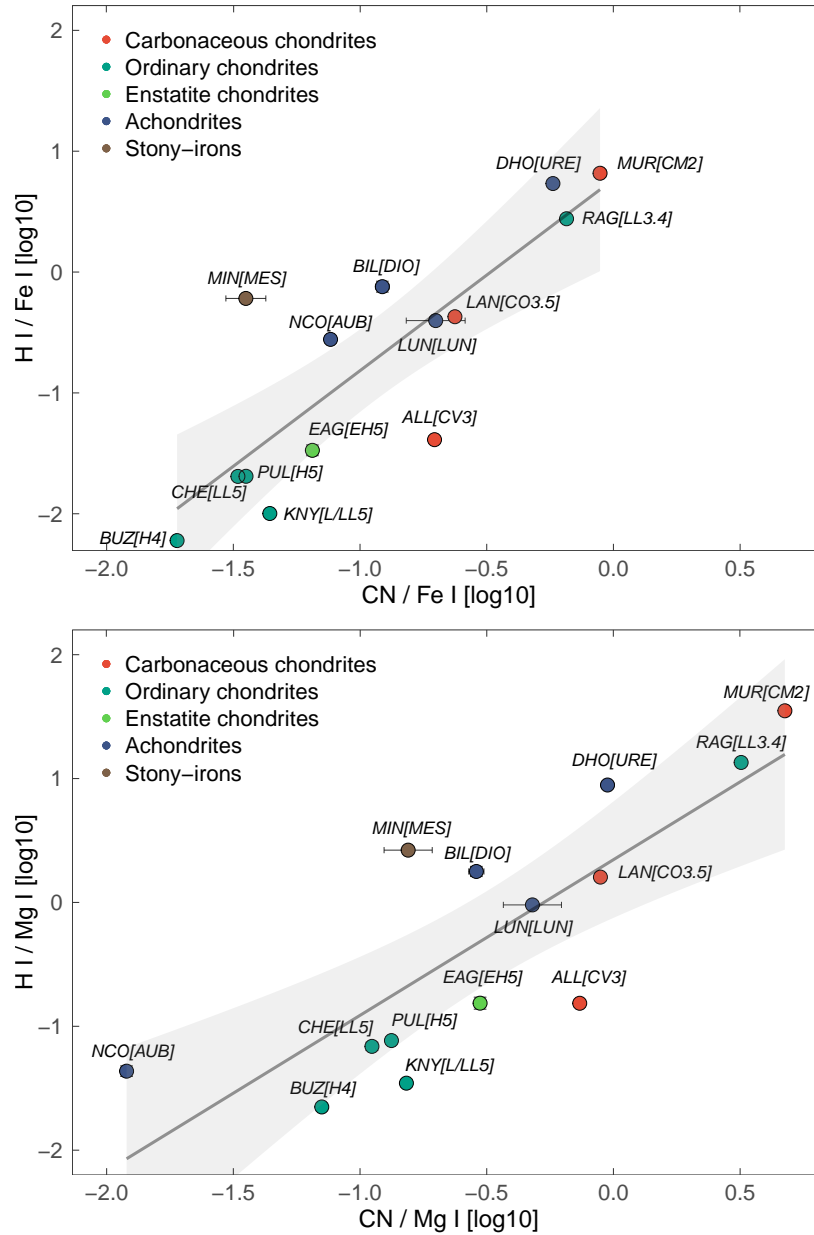 2
1
0
−1
−2
H I / Fe I [log10]
Carbonaceous chondrites
Ordinary chondrites
Enstatite chondrites
Achondrites
Stony−irons
DHO[URE]
MUR[CM2]
RAG[LL3.4]
BIL[DIO]
MIN[MES]
NCO[AUB]
LAN[CO3.5]
LUN[LUN]
ALL[CV3]
EAG[EH5]
PUL[H5]
CHE[LL5]
KNY[L/LL5]
BUZ[H4]
−2.0 −1.5 −1.0 −0.5 0.0 0.5
CN / Fe I [log10]
2
1
0
−1
−2
H I / Mg I [log10]
Carbonaceous chondrites
Ordinary chondrites
Enstatite chondrites
Achondrites
Stony−irons
MUR[CM2]
RAG[LL3.4]
DHO[URE]
MIN[MES]
BIL[DIO]
LAN[CO3.5]
LUN[LUN]
EAG[EH5]
ALL[CV3]
PUL[H5]
CHE[LL5]
NCO[AUB]
KNY[L/LL5]
BUZ[H4]
−2.0 −1.5 −1.0 −0.5 0.0 0.5
CN / Mg I [log10]